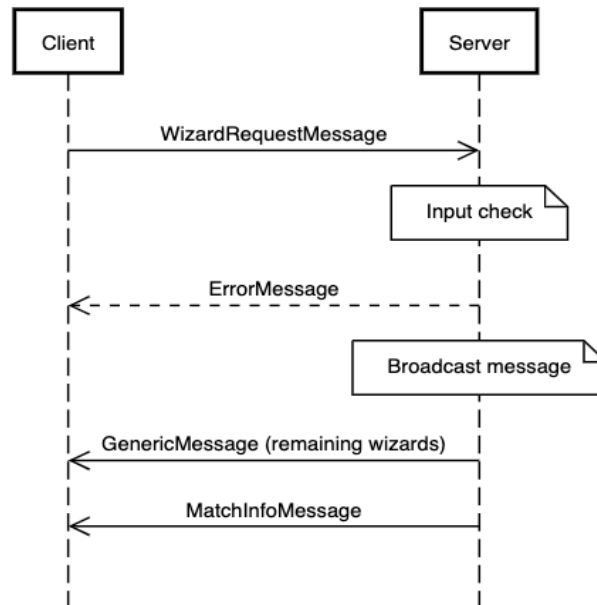 Client
Server
WizardRequestMessage
Input check
ErrorMessage
Broadcast message
GenericMessage (remaining wizards)
MatchInfoMessage